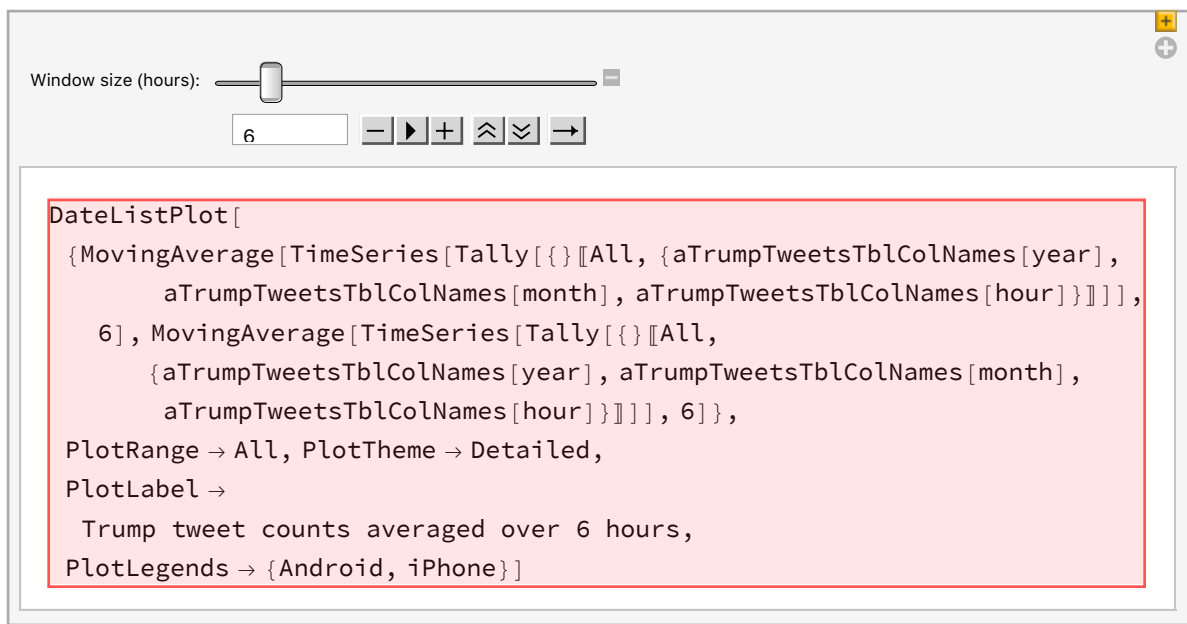 Window size (hours):
6
DateListPlot[
{MovingAverage[TimeSeries[Tally[{}〚All, {aTrumpTweetsTblColNames[year],
aTrumpTweetsTblColNames[month], aTrumpTweetsTblColNames[hour]}〛]],
6], MovingAverage[TimeSeries[Tally[{}〚All,
{aTrumpTweetsTblColNames[year], aTrumpTweetsTblColNames[month],
aTrumpTweetsTblColNames[hour]}〛]], 6]},
PlotRange → All, PlotTheme → Detailed,
PlotLabel →
Trump tweet counts averaged over 6 hours,
PlotLegends → {Android, iPhone}]